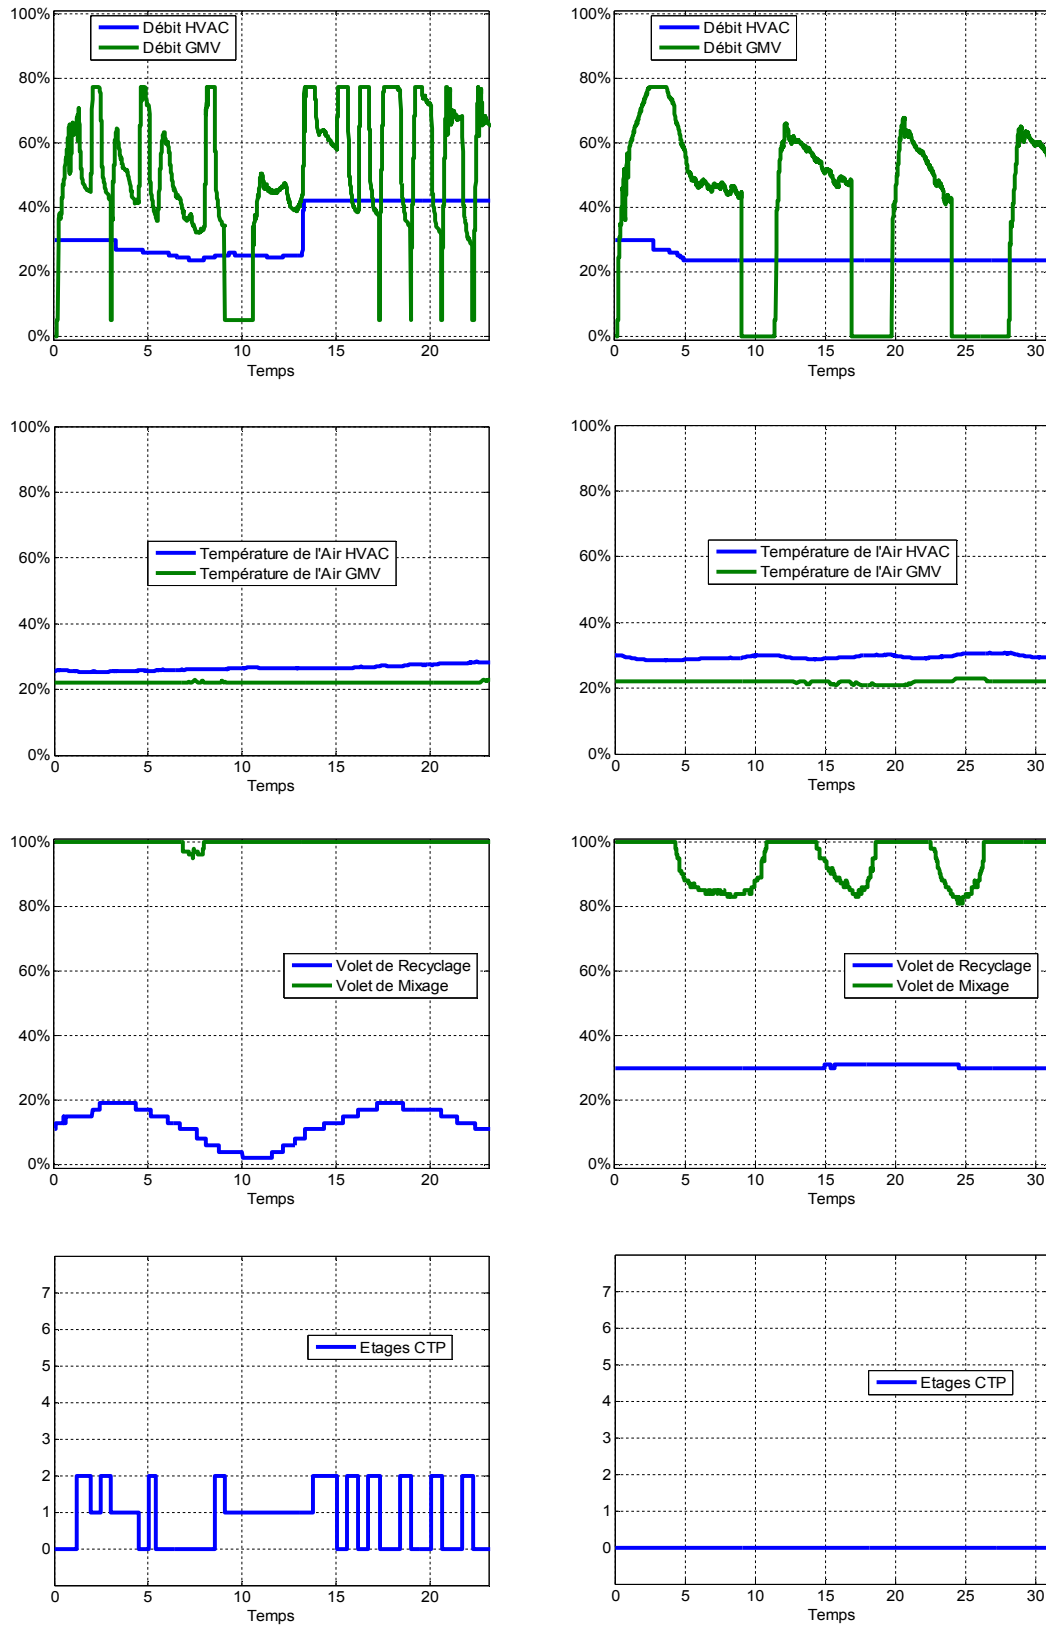 Débit HVAC
Débit GMV
100%
80%
60%
40%
20%
0%
0 5 10 15 20
Temps
Débit HVAC
Débit GMV
100%
80%
60%
40%
20%
0%
0 5 10 15 20 25 30
Temps
100%
80%
60%
40%
20%
0%
Température de l'Air HVAC
Température de l'Air GMV
0 5 10 15 20
Temps
100%
80%
60%
40%
20%
0%
Température de l'Air HVAC
Température de l'Air GMV
0 5 10 15 20 25 30
Temps
100%
80%
60%
40%
20%
0%
Volet de Recyclage
Volet de Mixage
0 5 10 15 20
Temps
100%
80%
60%
40%
20%
0%
Volet de Recyclage
Volet de Mixage
0 5 10 15 20 25 30
Temps
7
6
5
4
3
2
1
0
Etages CTP
0 5 10 15 20
Temps
7
6
5
4
3
2
1
0
Etages CTP
0 5 10 15 20 25 30
Temps